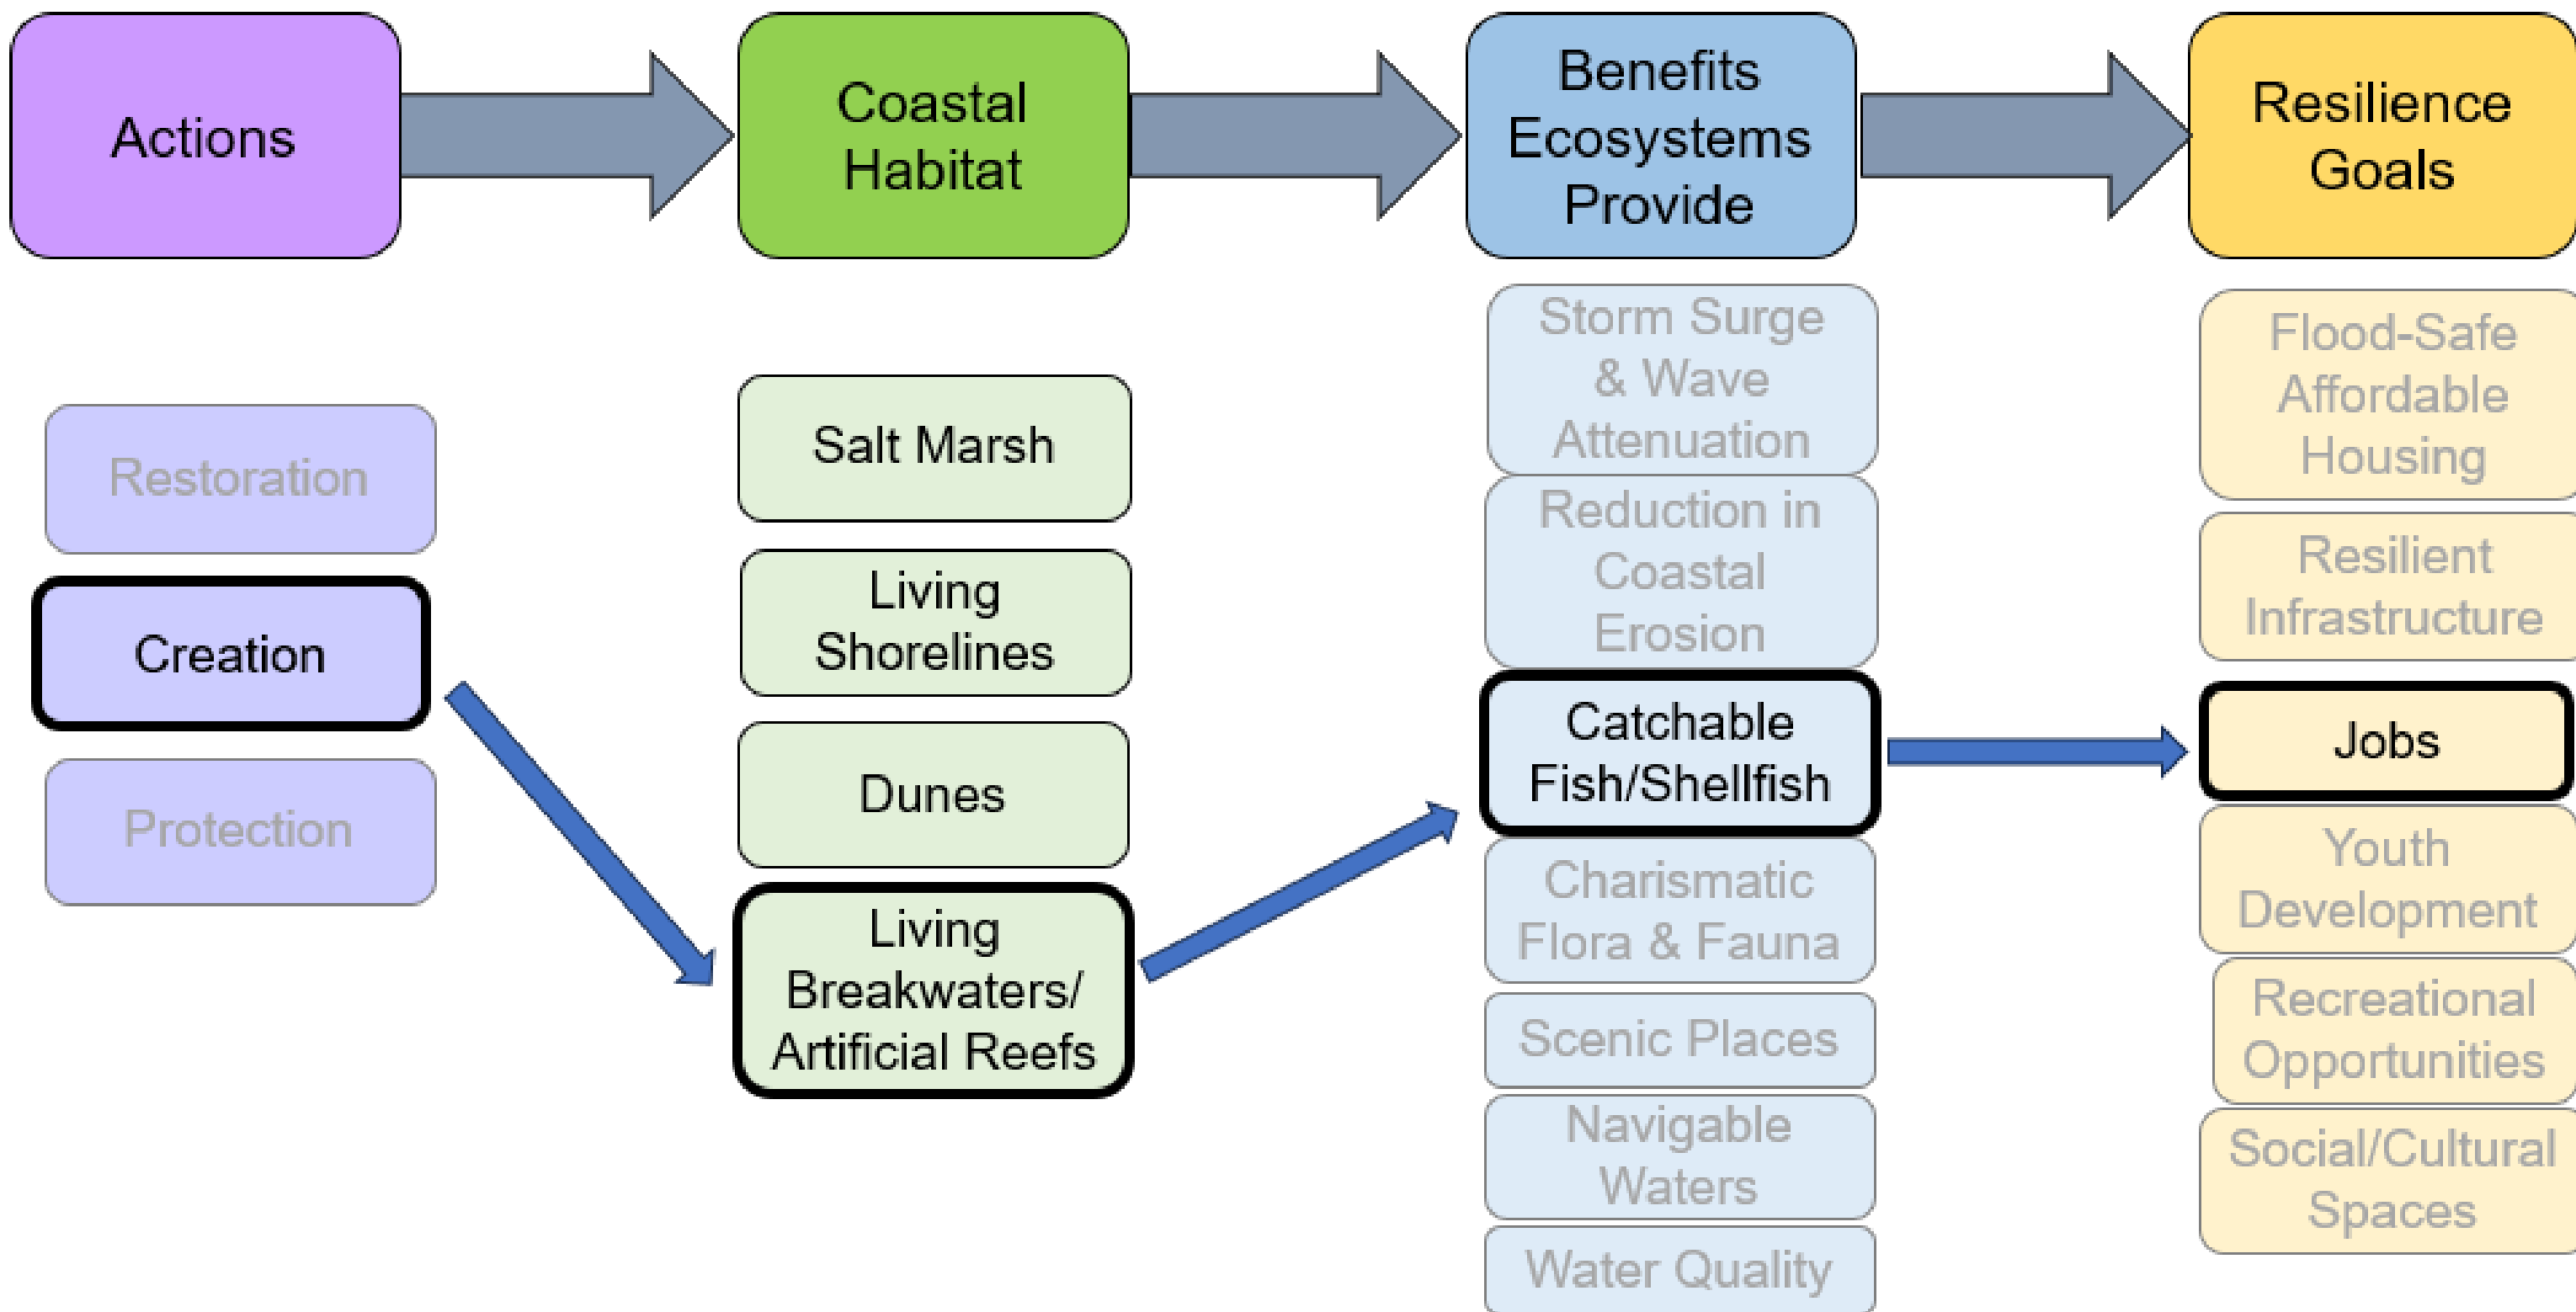 Actions
Coastal
Habitat
Benefits
Ecosystems
Provide
Resilience
Goals
Restoration
Creation
Protection
Salt Marsh
Living
Shorelines
Dunes
Living
Breakwaters/
Artificial Reefs
Storm Surge
& Wave
Attenuation
Reduction in
Coastal
Erosion
Catchable
Fish/Shellfish
Charismatic
Flora & Fauna
Scenic Places
Navigable
Waters
Water Quality
Flood-Safe
Affordable
Housing
Resilient
Infrastructure
Jobs
Youth
Development
Recreational
Opportunities
Social/Cultural
Spaces